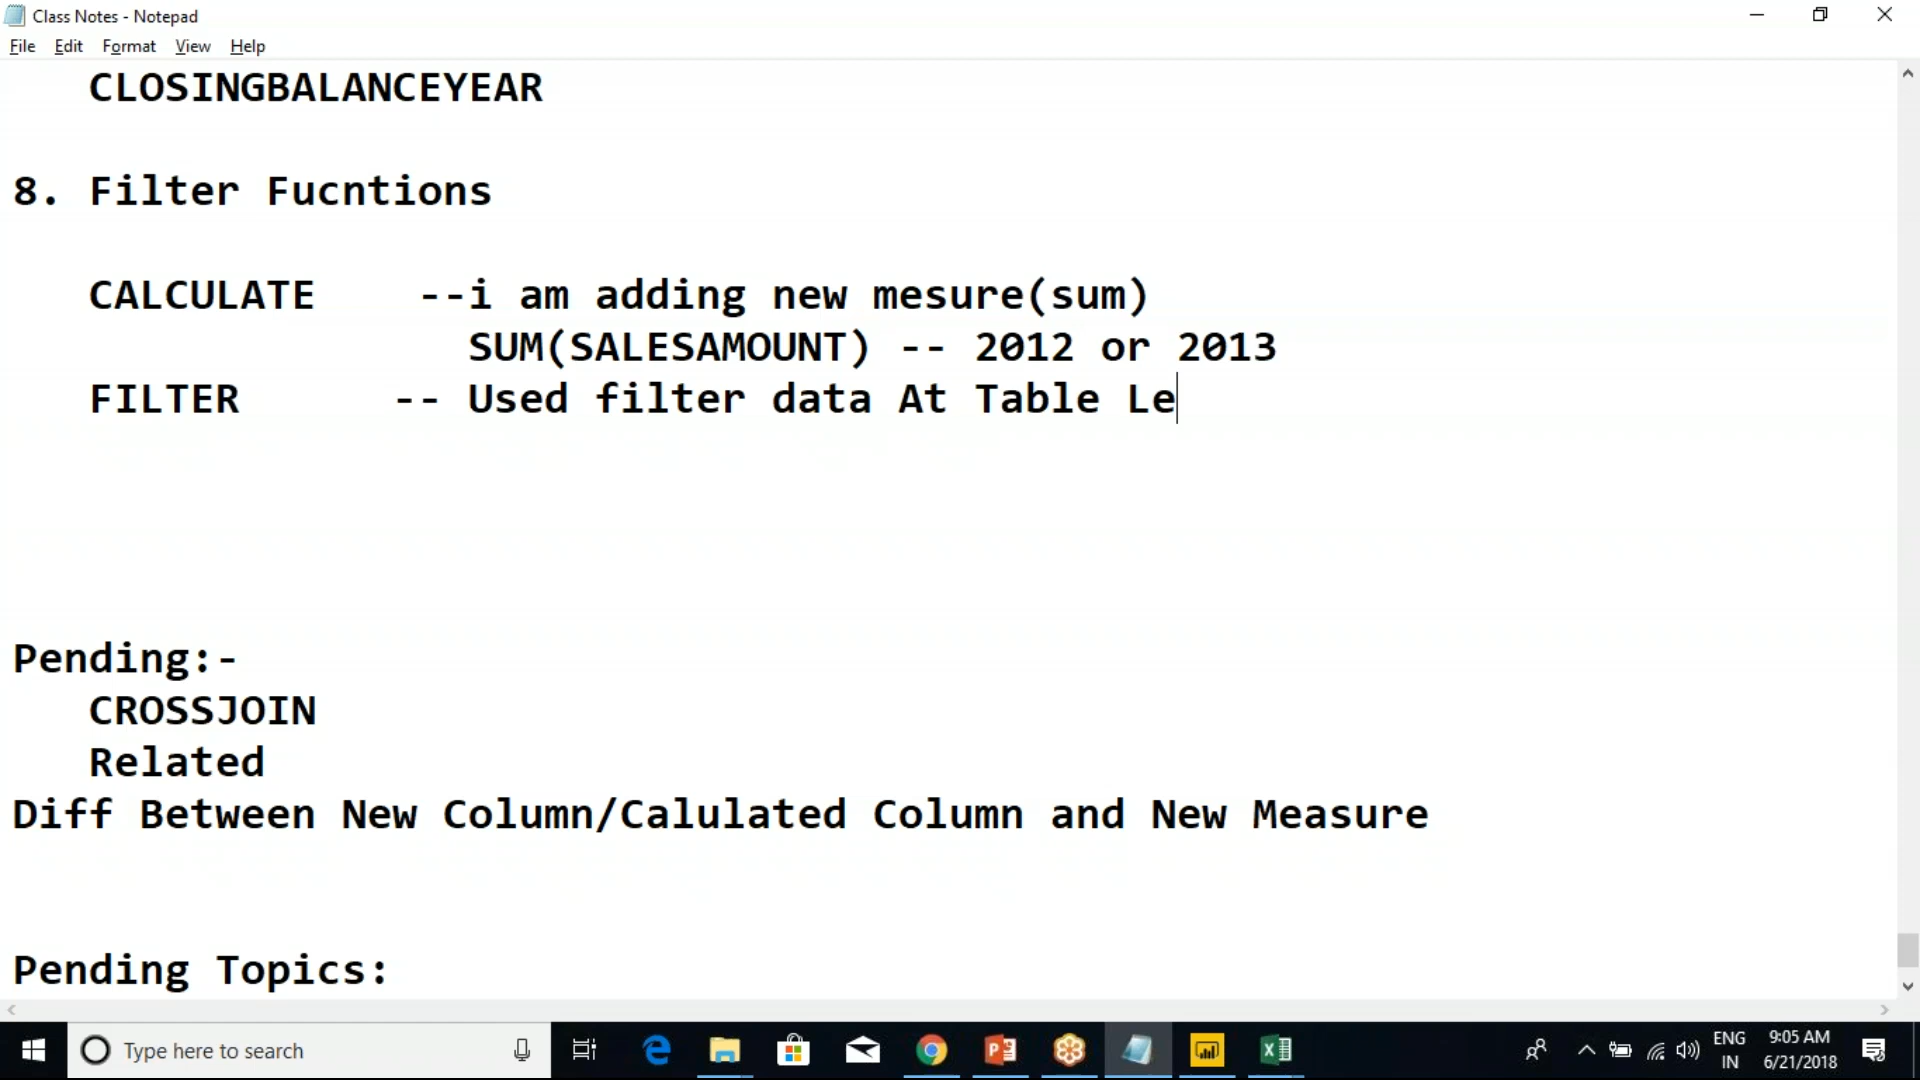 Class Notes - Notepad
File Edit Format View Help
CLOSINGBALANCEYEAR
8. Filter Fucntions
CALCULATE --i am adding new mesure(sum)
SUM(SALESAMOUNT) -- 2012 or 2013
FILTER -- Used filter data At Table Le
Pending:-
CROSSJOIN
Related
Diff Between New Column/Calulated Column and New Measure
Pending Topics:
Type here to search
ENG 9:05 AM
IN 6/21/2018